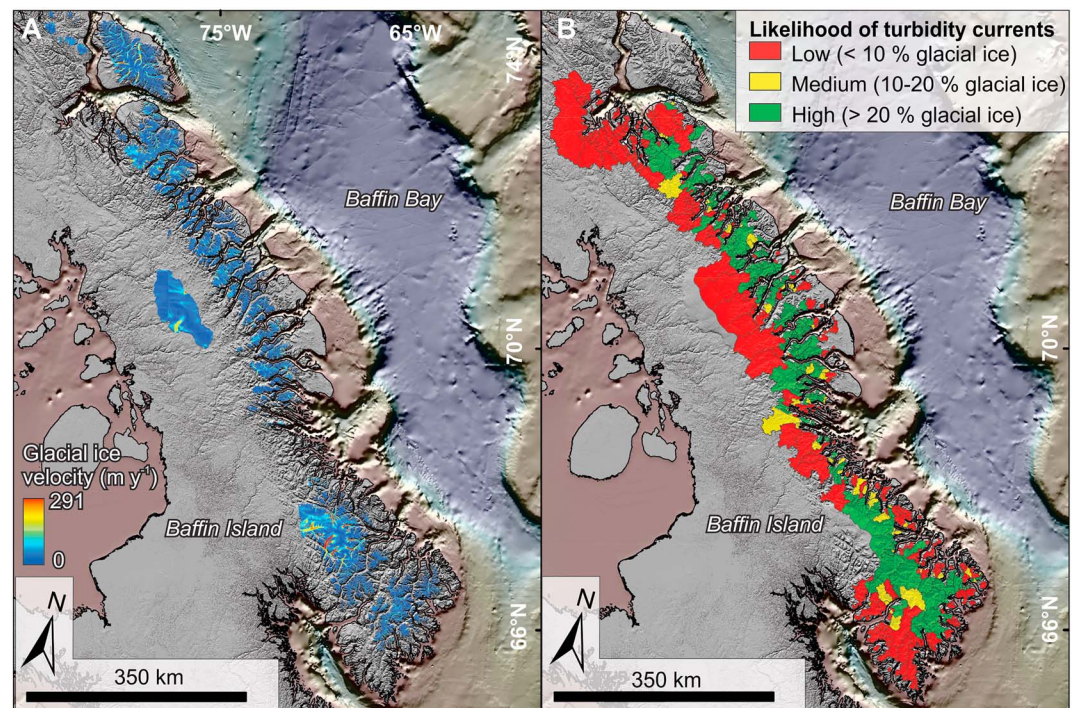 A
75°W
65°W
74°N
Baffin Bay
70°N
Glacial ice
velocity (m y⁻¹)
291
0
Baffin Island
N
66°N
350 km
B
Likelihood of turbidity currents
Low (< 10 % glacial ice)
Medium (10-20 % glacial ice)
High (> 20 % glacial ice)
Baffin Bay
70°N
Baffin Island
N
66°N
350 km